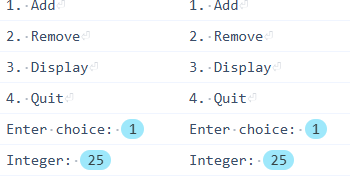 1. Add
2. Remove
3. Display
4. Quit
Enter choice: 1
Integer: 25
1. Add
2. Remove
3. Display
4. Quit
Enter choice: 1
Integer: 25